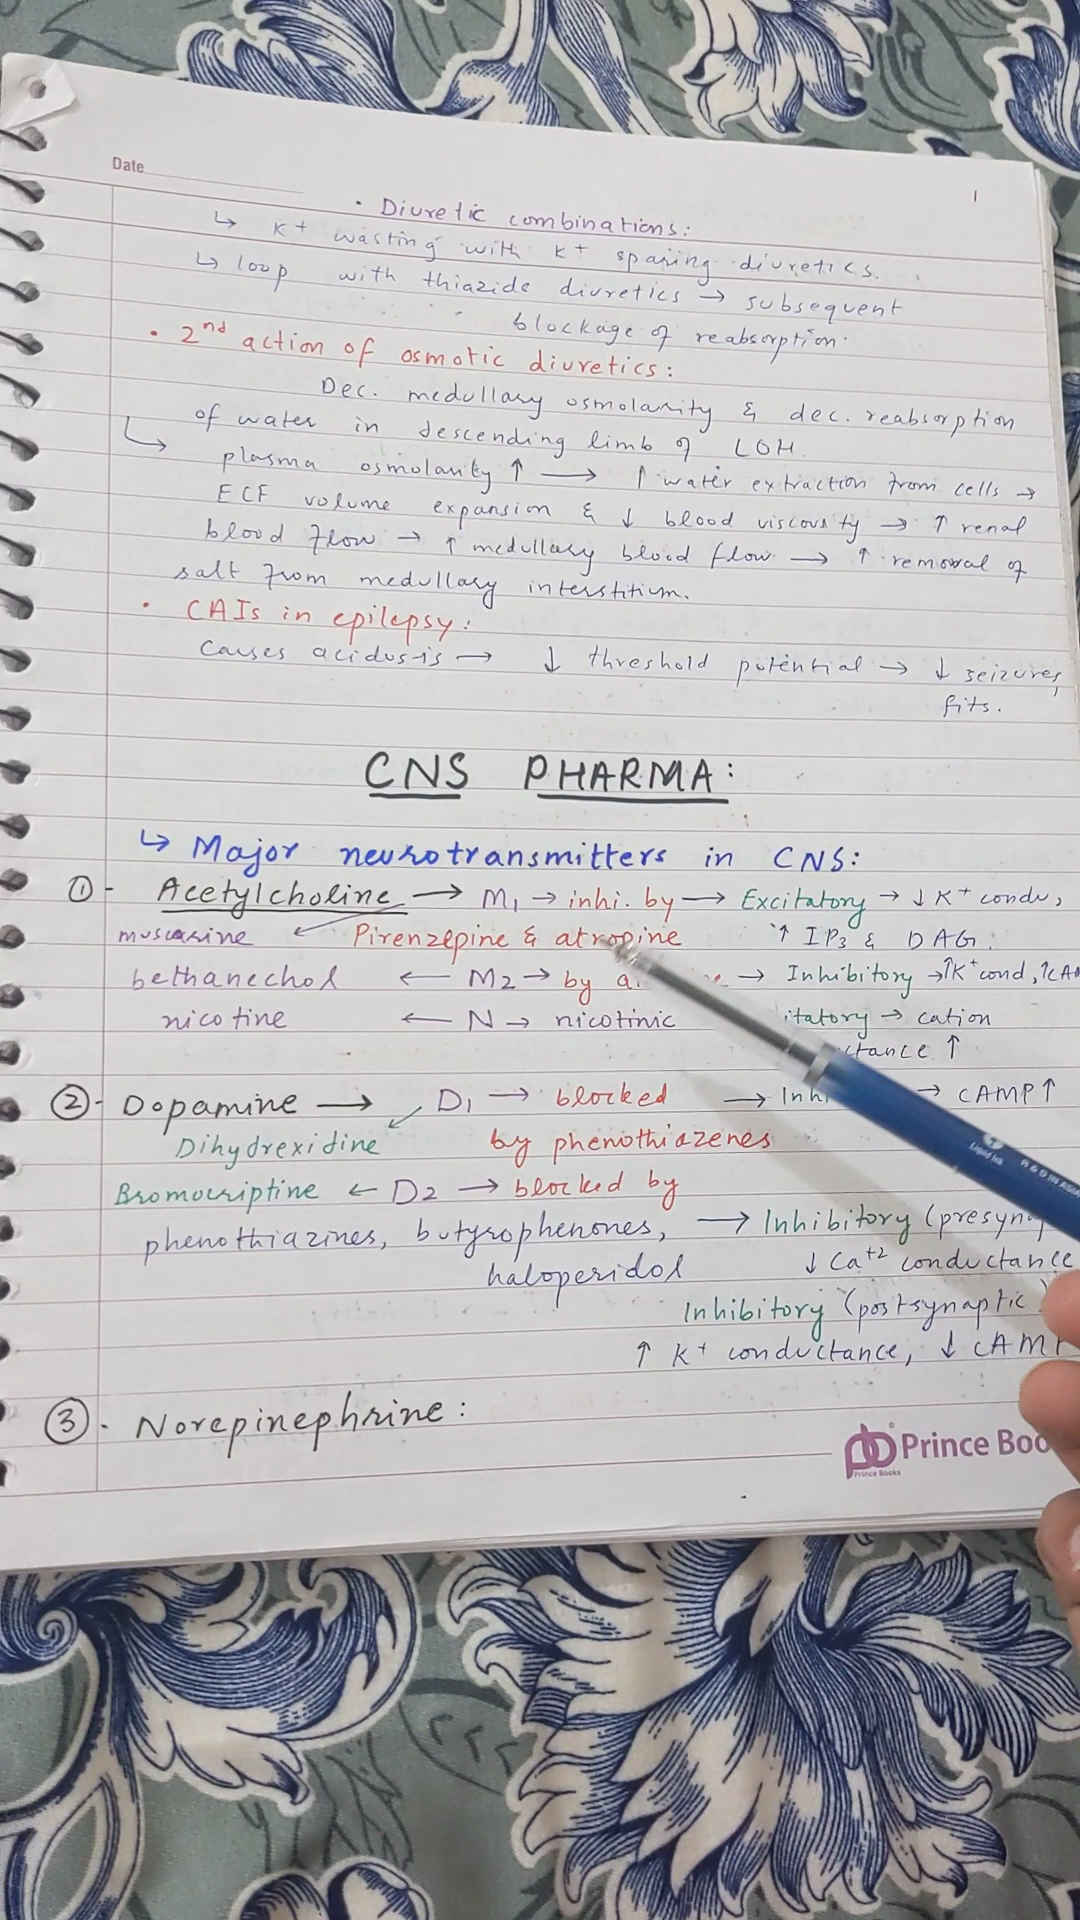 Date
1
• Diuretic combinations:
↳ K+ wasting with K+ sparing diuretics.
↳ loop with thiazide diuretics → subsequent
blockage of reabsorption.
• 2nd action of osmotic diuretics:
Dec. medullary osmolarity & dec. reabsorption
of water in descending limb of LOH.
↳ plasma osmolarity ↑ → ↑ water extraction from cells →
ECF volume expansion & ↓ blood viscosity → ↑ renal
blood flow → ↑ medullary blood flow → ↑ removal of
salt from medullary interstitium.
• CAIs in epilepsy:
Causes acidosis → ↓ threshold potential → ↓ seizures,
fits.
CNS PHARMA:
↳ Major neurotransmitters in CNS:
① - Acetylcholine → M1 → inhi. by → Excitatory → ↓ K+ condu,
muscarine ← Pirenzepine & atropine ↑ IP3 & DAG.
bethanechol ← M2 → by → Inhibitory → ↑K+ cond, ↑
nicotine ← N → nicotinic → cation
↑
② - Dopamine → D1 → blocked → → cAMP↑
Dihydrexidine by phenothiazenes
Bromocriptine ← D2 → blocked by
phenothiazines, butyrophenones, → Inhibitory (
haloperidol ↓ Ca+2 conductance
Inhibitory (postsynaptic)
↑ K+ conductance, ↓
③ - Norepinephrine:
Prince
Prince Books
Liquid Ink